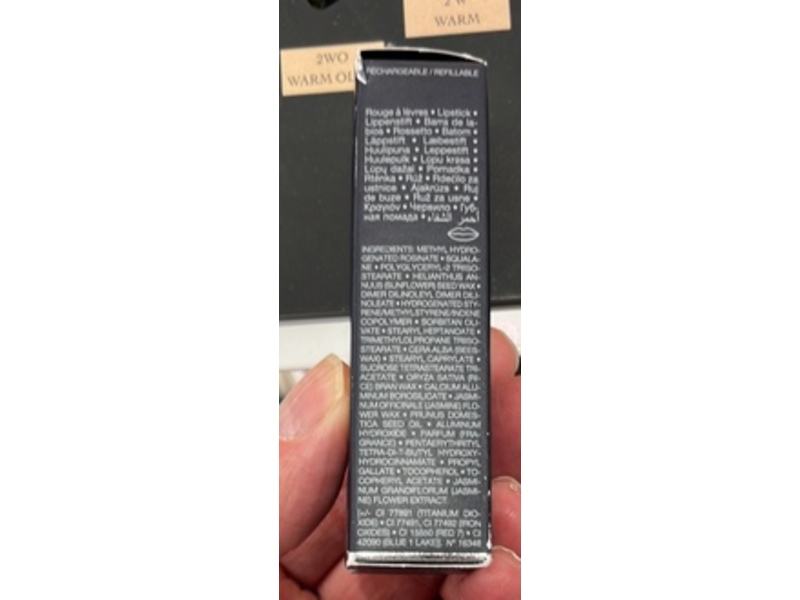 2 W
WARM
2WO
WARM OL
RECHARGEABLE / REFILLABLE
Rouge à lèvres • Lipstick •
Lippenstift • Barra de la-
bios • Rossetto • Batom •
Läppstift • Læbestift •
Huulipuna • Leppestift •
Huulepulk • Lūpu krāsa •
Lūpų dažai • Pomadka •
Rtěnka • Rúž • Rdečilo za
ustnice • Ajakrúzs • Ruj
de buze • Ruž za usne •
Κραγιόν • Червило • Губ-
ная помада • أحمر الشفاه
INGREDIENTS: METHYL HYDRO-
GENATED ROSINATE • SQUALA-
NE • POLYGLYCERYL-2 TRIISO-
STEARATE • HELIANTHUS AN-
NUUS (SUNFLOWER) SEED WAX •
DIMER DILINOLEYL DIMER DILI-
NOLEATE • HYDROGENATED STY-
RENE/METHYLSTYRENE/INDENE
COPOLYMER • SORBITAN OLI-
VATE • STEARYL HEPTANOATE •
TRIMETHYLOLPROPANE TRIISO-
STEARATE • CERA ALBA (BEES-
WAX) • STEARYL CAPRYLATE •
SUCROSE TETRASTEARATE TRI-
ACETATE • ORYZA SATIVA (RI-
CE) BRAN WAX • CALCIUM ALU-
MINUM BOROSILICATE • JASMI-
NUM OFFICINALE (JASMINE) FLO-
WER WAX • PRUNUS DOMES-
TICA SEED OIL • ALUMINUM
HYDROXIDE • PARFUM (FRA-
GRANCE) • PENTAERYTHRITYL
TETRA-DI-T-BUTYL HYDROXY-
HYDROCINNAMATE • PROPYL
GALLATE • TOCOPHEROL • TO-
COPHERYL ACETATE • JASMI-
NUM GRANDIFLORUM (JASMI-
NE) FLOWER EXTRACT.
[+/- CI 77891 (TITANIUM DIO-
XIDE) • CI 77491, CI 77492 (IRON
OXIDES) • CI 15850 (RED 7) • CI
42090 (BLUE 1 LAKE)]. N° 16348